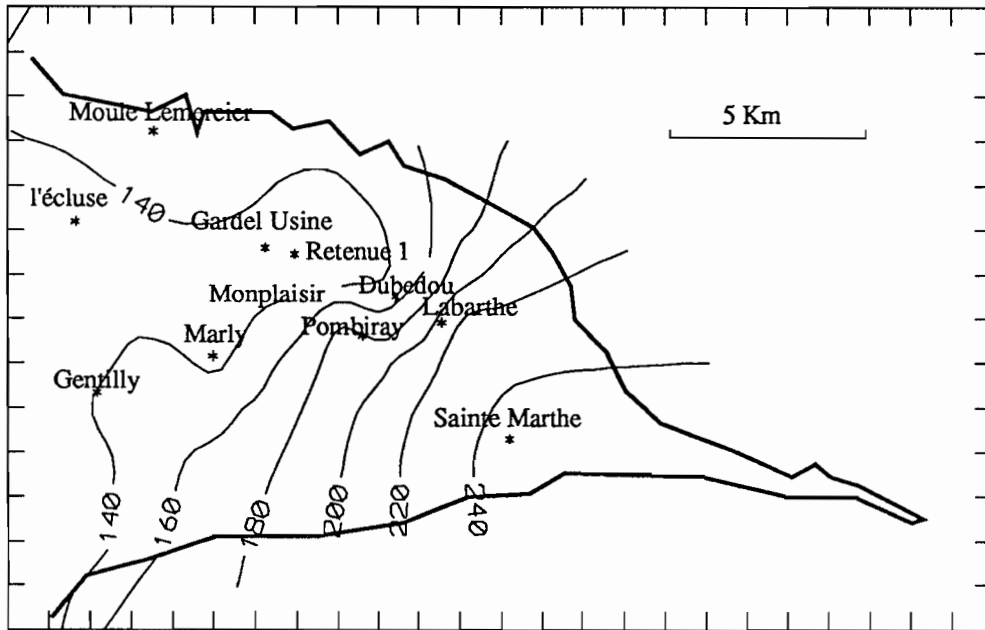 Moule Lemercier
5 Km
l'écluse
140
Gardel Usine
Retenue 1
Monplaisir
Dubedou
Labarthe
Pombiray
Marly
Gentilly
Sainte Marthe
140
160
180
200
220
240